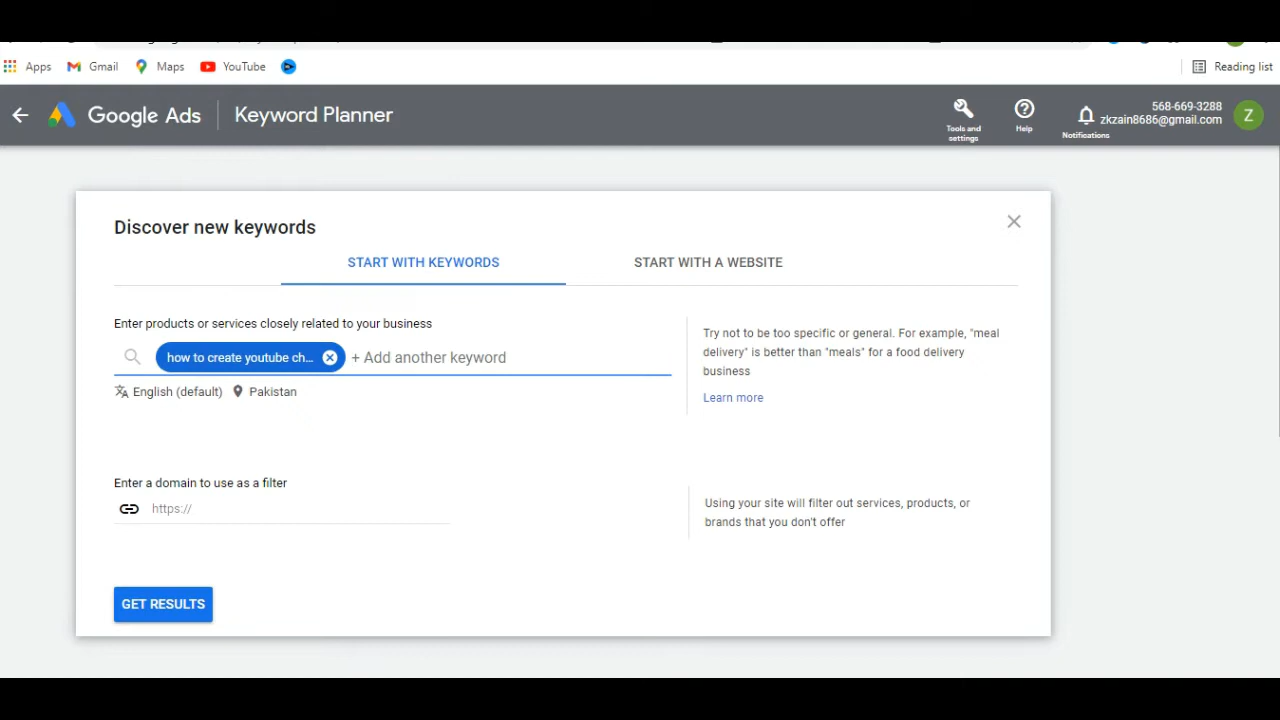 Apps Gmail Maps YouTube Reading list
Google Ads Keyword Planner
Tools and settings
Help
Notifications
568-669-3288
zkzain8686@gmail.com
Z
Discover new keywords
START WITH KEYWORDS START WITH A WEBSITE
Enter products or services closely related to your business
how to create youtube ch... + Add another keyword
English (default) Pakistan
Try not to be too specific or general. For example, "meal
delivery" is better than "meals" for a food delivery
business
Learn more
Enter a domain to use as a filter
https://
Using your site will filter out services, products, or
brands that you don't offer
GET RESULTS